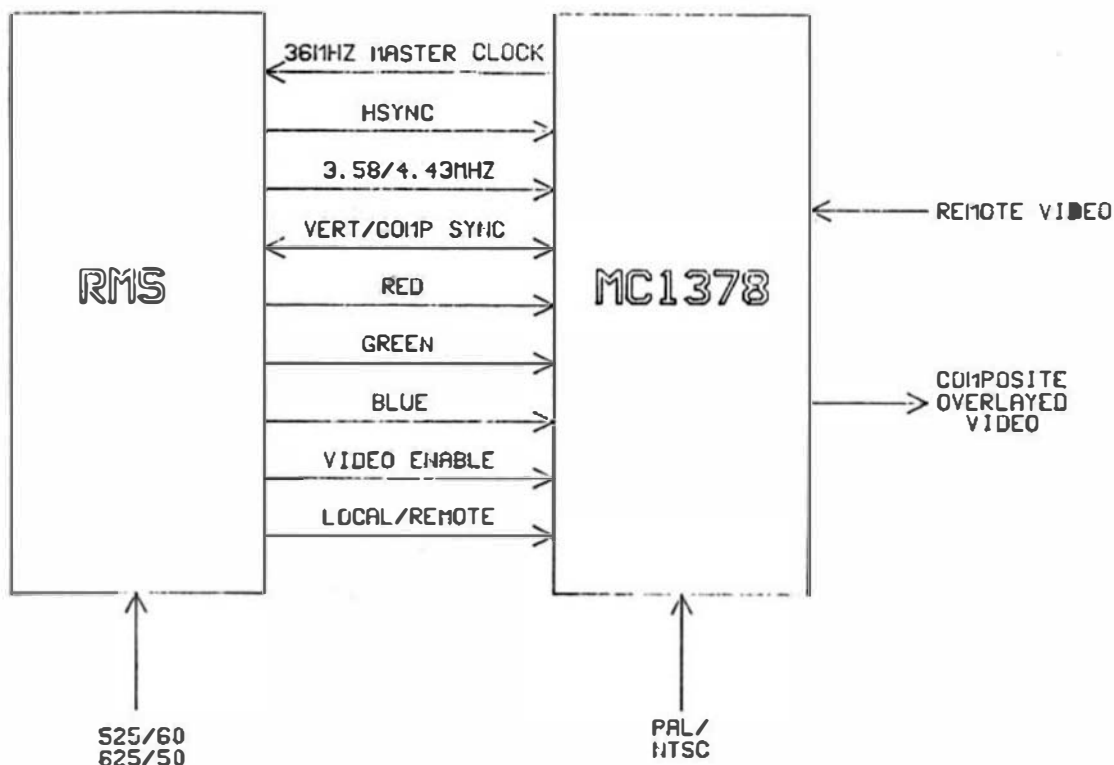 36MHZ MASTER CLOCK
HSYNC
3.58/4.43MHZ
VERT/COMP SYNC
RED
GREEN
BLUE
VIDEO ENABLE
LOCAL/REMOTE
RMS
MC1378
REMOTE VIDEO
COMPOSITE
OVERLAYED
VIDEO
525/60
625/50
PAL/
NTSC